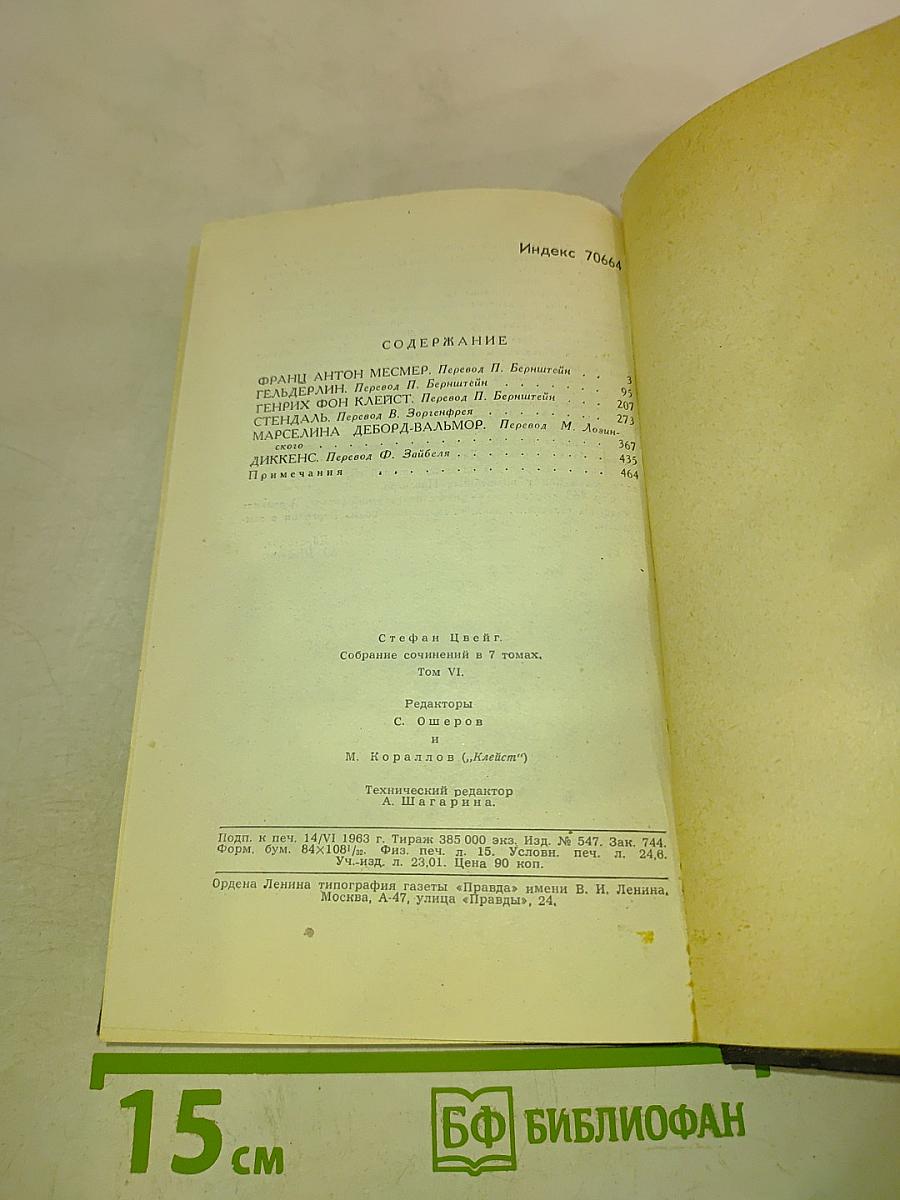 Индекс 70664
СОДЕРЖАНИЕ
ФРАНЦ АНТОН МЕСМЕР. Перевод П. Бернштейн . . 3
ГЕЛЬДЕРЛИН. Перевод П. Бернштейн . . . . . . . 95
ГЕНРИХ ФОН КЛЕЙСТ. Перевод П. Бернштейн . . . 207
СТЕНДАЛЬ. Перевод В. Зоргенфрея . . . . . . . . 273
МАРСЕЛИНА ДЕБОРД-ВАЛЬМОР. Перевод М. Лозин-
ского . . . . . . . . . . . . . . . . . 367
ДИККЕНС. Перевод Ф. Зайбеля . . . . . . . . . . 435
Примечания . . . . . . . . . . . . . . 464
Стефан Цвейг.
Собрание сочинений в 7 томах.
Том VI.
Редакторы
С. Ошеров
и
М. Кораллов („Клейст“)
Технический редактор
А. Шагарина.
Подп. к печ. 14/VI 1963 г. Тираж 385 000 экз. Изд. № 547. Зак. 744.
Форм. бум. 84×108¹/₃₂. Физ. печ. л. 15. Условн. печ. л. 24,6.
Уч.-изд. л. 23,01. Цена 90 коп.
Ордена Ленина типография газеты «Правда» имени В. И. Ленина.
Москва, А-47, улица «Правды», 24.
15 см
БФ БИБЛИОФАН